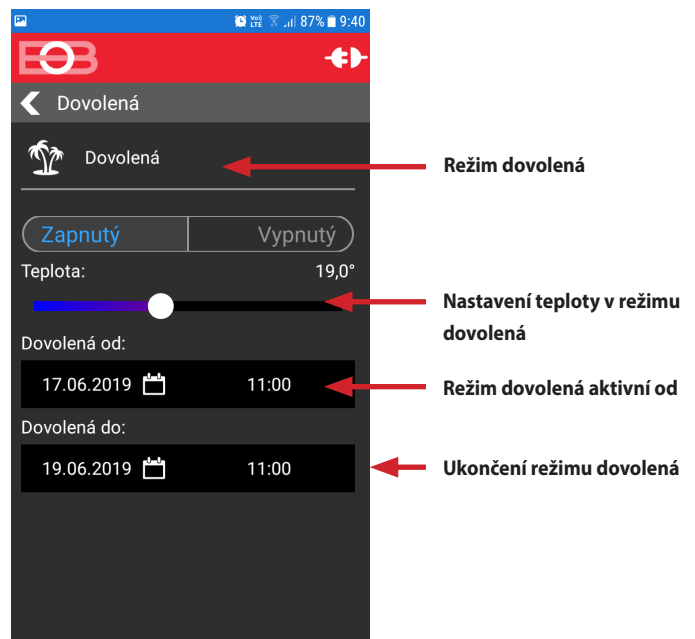 Vo)) LTE 87% 9:40
EOB
Dovolená
Dovolená
Režim dovolená
Zapnutý Vypnutý
Teplota: 19,0°
Nastavení teploty v režimu
dovolená
Dovolená od:
17.06.2019 11:00
Režim dovolená aktivní od
Dovolená do:
19.06.2019 11:00
Ukončení režimu dovolená